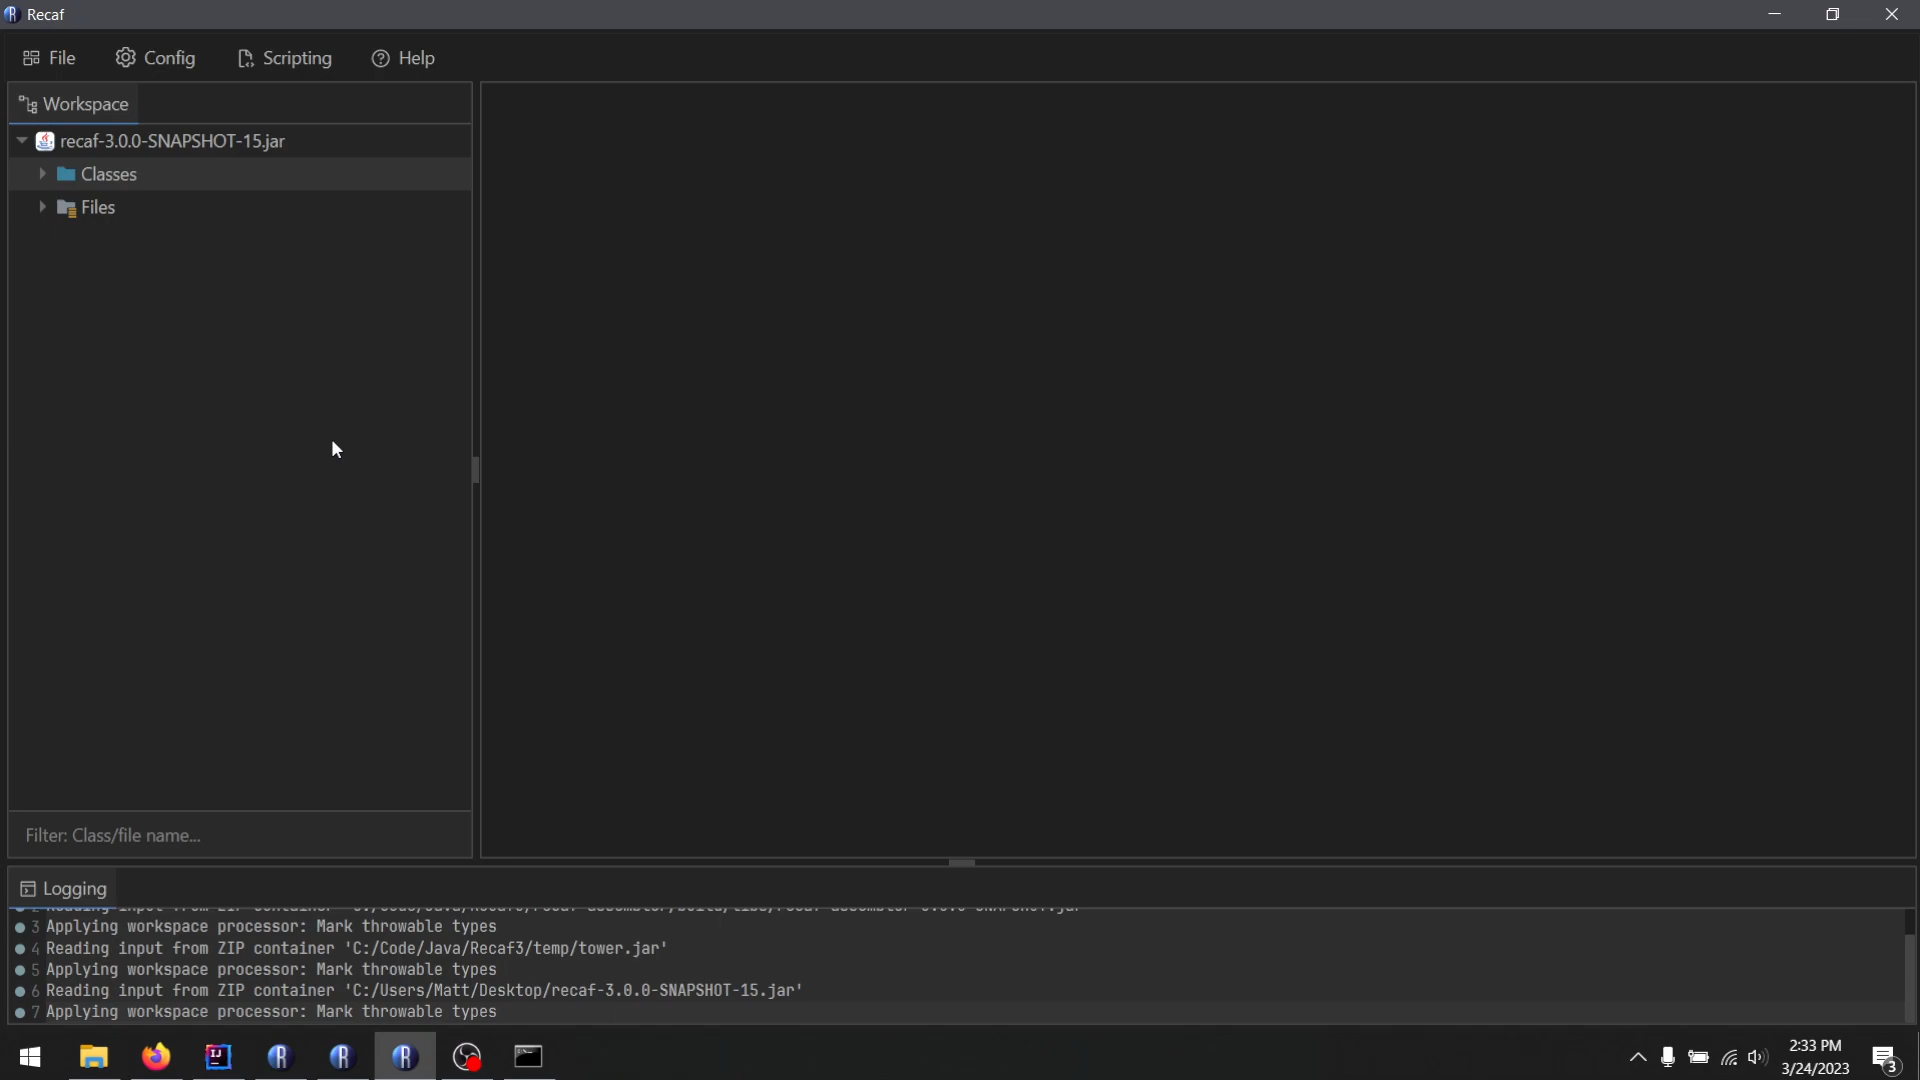 Recaf
File Config Scripting Help
Workspace
recaf-3.0.0-SNAPSHOT-15.jar
Classes
Files
Filter: Class/file name...
Logging
3 Applying workspace processor: Mark throwable types
4 Reading input from ZIP container 'C:/Code/Java/Recaf3/temp/tower.jar'
5 Applying workspace processor: Mark throwable types
6 Reading input from ZIP container 'C:/Users/Matt/Desktop/recaf-3.0.0-SNAPSHOT-15.jar'
7 Applying workspace processor: Mark throwable types
2:33 PM
3/24/2023
3